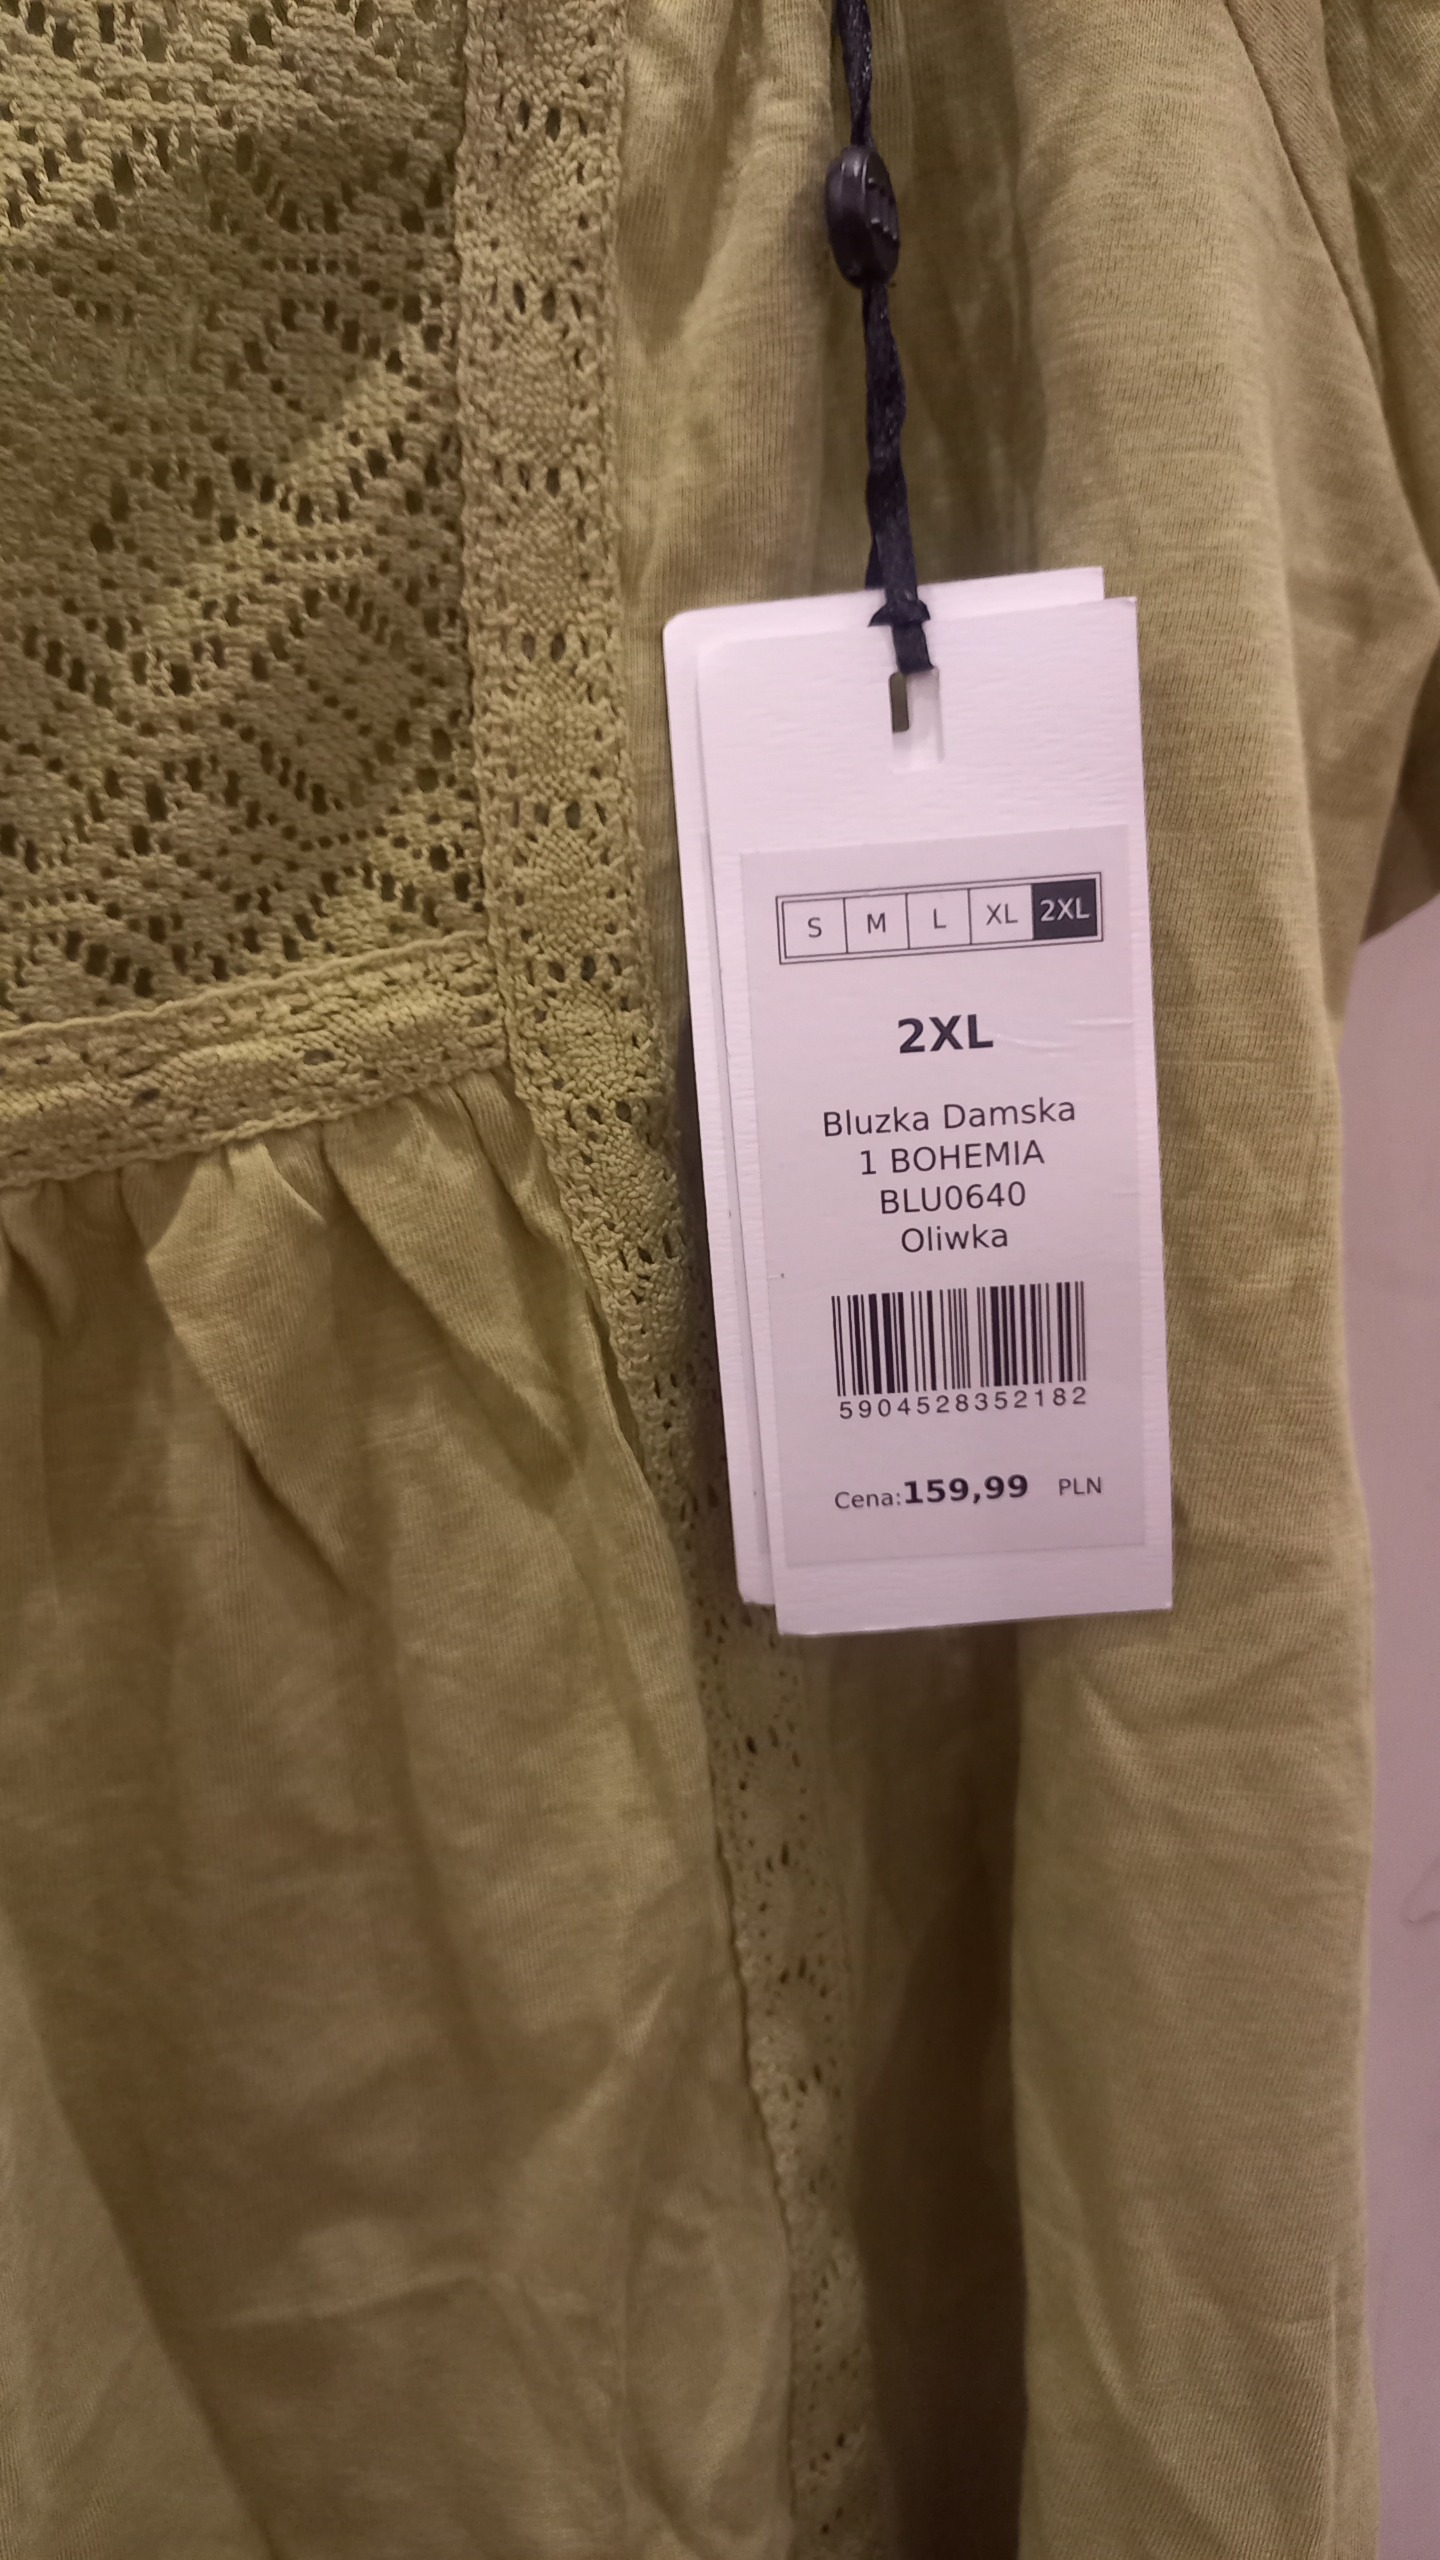 S M L XL 2XL
2XL
Bluzka Damska
1 BOHEMIA
BLU0640
Oliwka
5904528352182
Cena:159,99 PLN